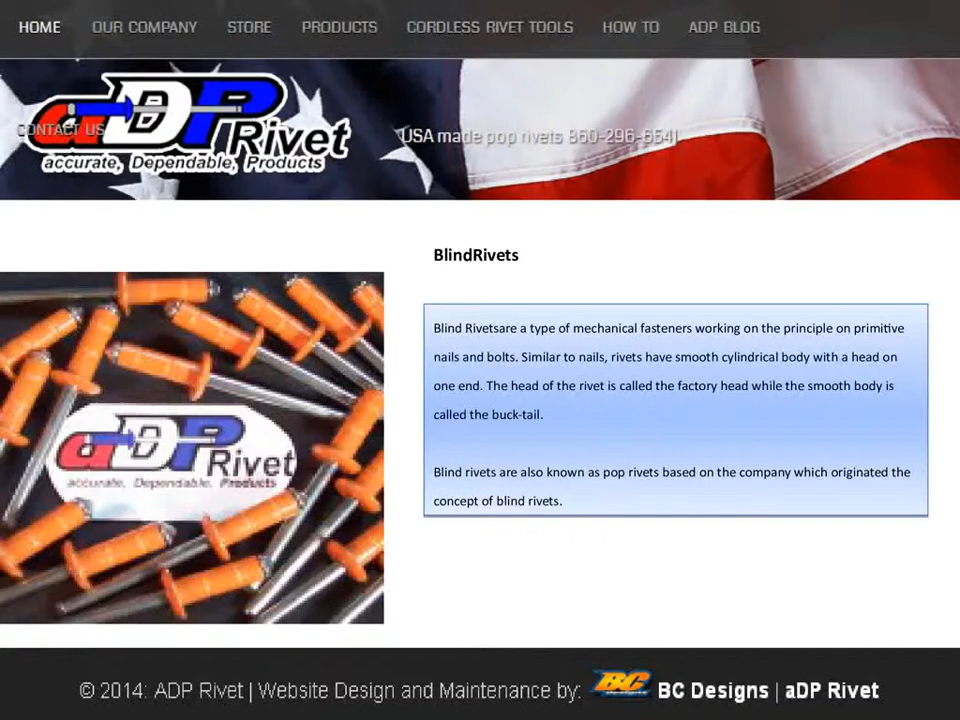 HOME OUR COMPANY STORE PRODUCTS CORDLESS RIVET TOOLS HOW TO ADP BLOG
aDP Rivet
CONTACT US
USA made pop rivets 860-296-6541
accurate, Dependable, Products
BlindRivets
Blind Rivetsare a type of mechanical fasteners working on the principle on primitive
nails and bolts. Similar to nails, rivets have smooth cylindrical body with a head on
one end. The head of the rivet is called the factory head while the smooth body is
called the buck-tail.
Blind rivets are also known as pop rivets based on the company which originated the
concept of blind rivets.
aDP Rivet
accurate, Dependable, Products
© 2014: ADP Rivet | Website Design and Maintenance by: BC Designs BC Designs | aDP Rivet